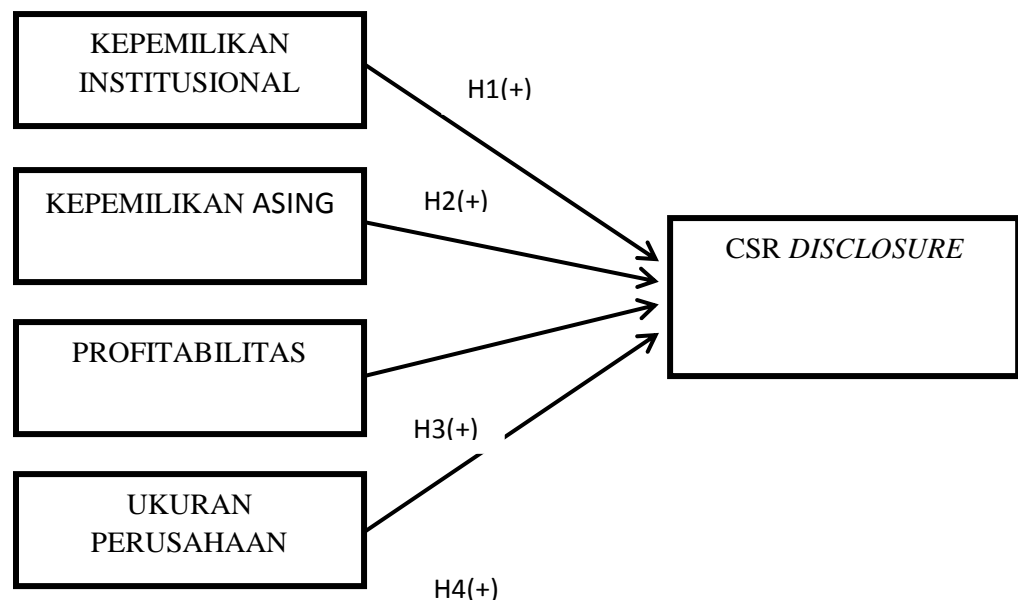 KEPEMILIKAN
INSTITUSIONAL
H1(+)
KEPEMILIKAN ASING
H2(+)
CSR DISCLOSURE
PROFITABILITAS
H3(+)
UKURAN
PERUSAHAAN
H4(+)